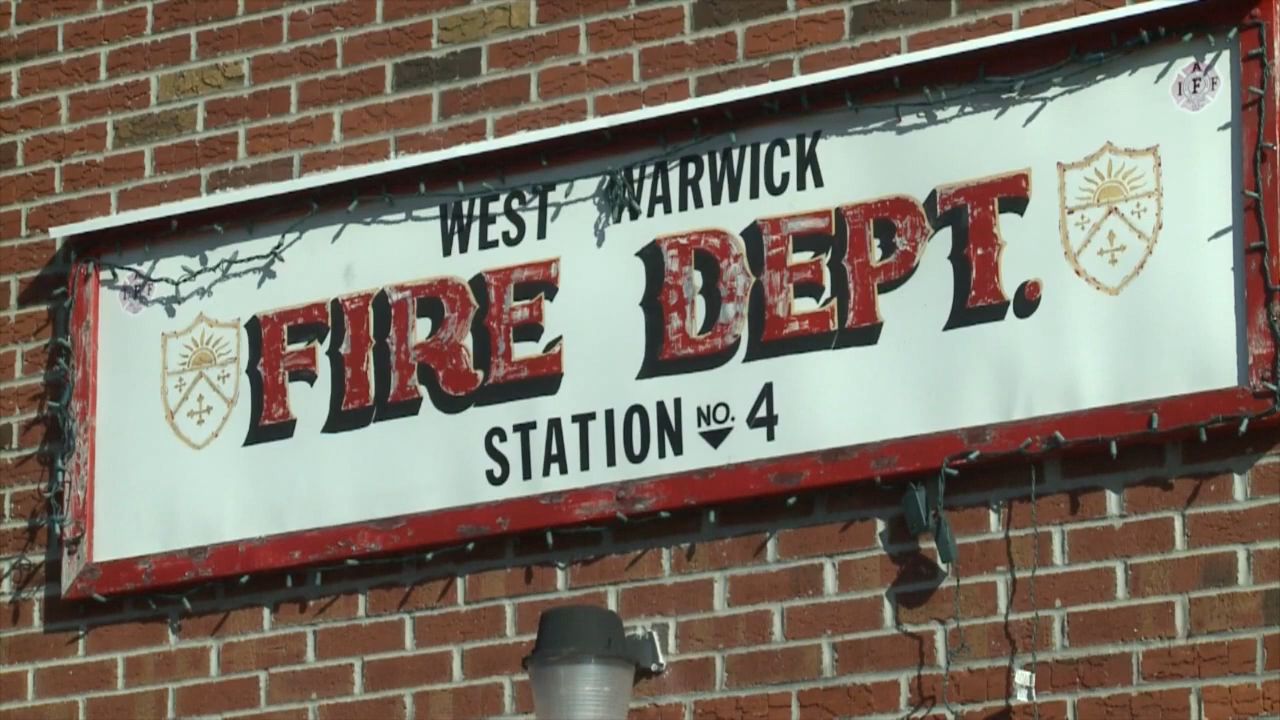 WEST WARWICK
FIRE DEPT.
STATION NO. 4
A
I F F